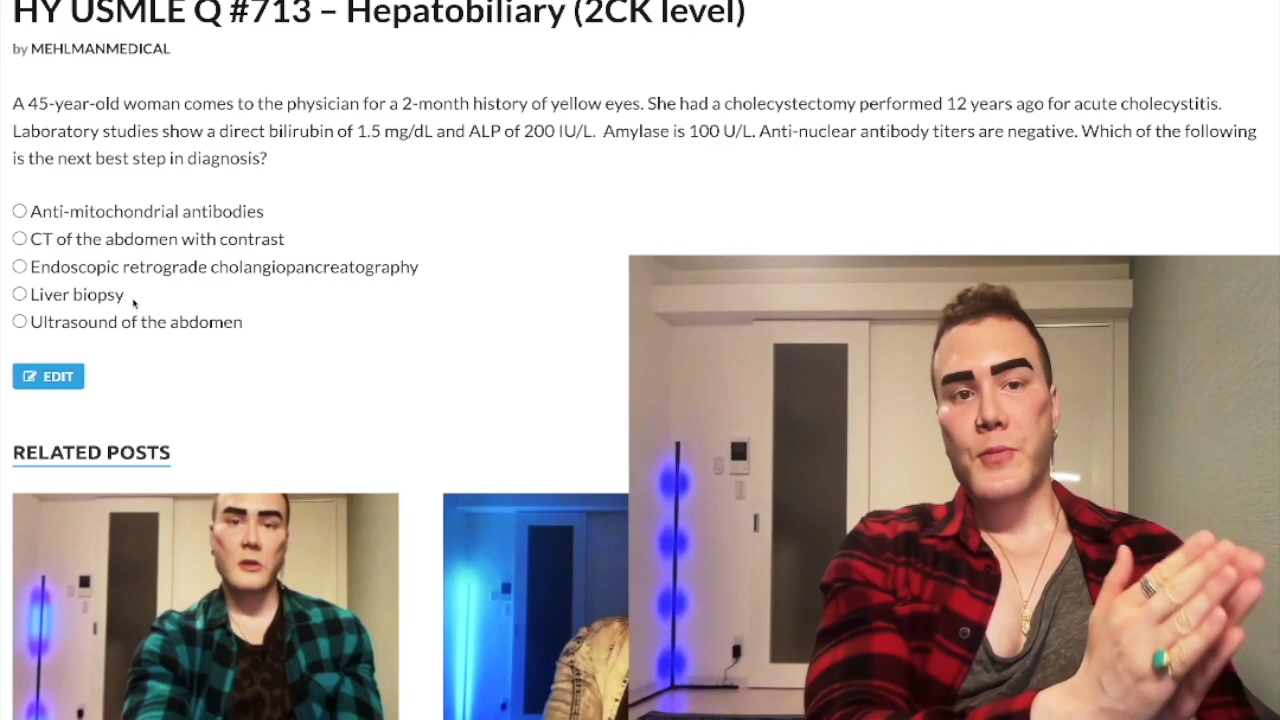 HY USMLE Q #713 – Hepatobiliary (2CK level)
by MEHLMANMEDICAL
A 45-year-old woman comes to the physician for a 2-month history of yellow eyes. She had a cholecystectomy performed 12 years ago for acute cholecystitis.
Laboratory studies show a direct bilirubin of 1.5 mg/dL and ALP of 200 IU/L. Amylase is 100 U/L. Anti-nuclear antibody titers are negative. Which of the following
is the next best step in diagnosis?
Anti-mitochondrial antibodies
CT of the abdomen with contrast
Endoscopic retrograde cholangiopancreatography
Liver biopsy
Ultrasound of the abdomen
EDIT
RELATED POSTS